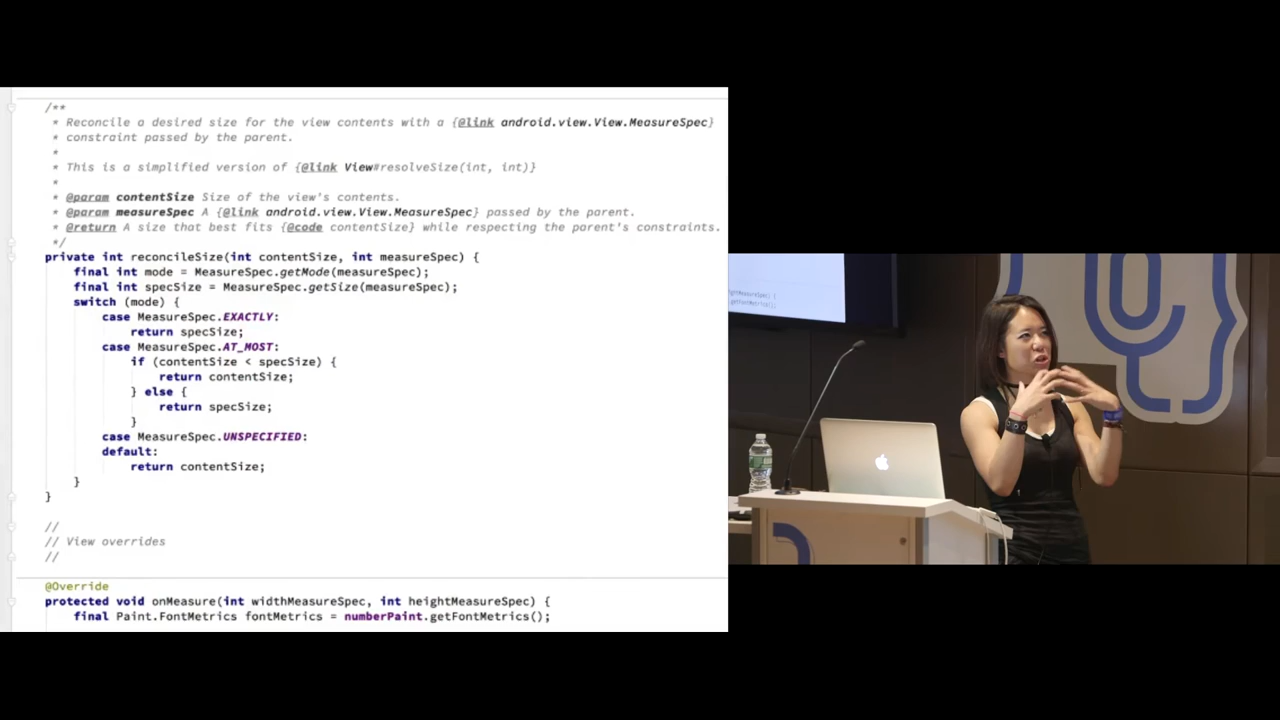 /**
* Reconcile a desired size for the view contents with a {@link android.view.View.MeasureSpec}
* constraint passed by the parent.
*
* This is a simplified version of {@link View#resolveSize(int, int)}
*
* @param contentSize Size of the view's contents.
* @param measureSpec A {@link android.view.View.MeasureSpec} passed by the parent.
* @return A size that best fits {@code contentSize} while respecting the parent's constraints.
*/
private int reconcileSize(int contentSize, int measureSpec) {
final int mode = MeasureSpec.getMode(measureSpec);
final int specSize = MeasureSpec.getSize(measureSpec);
switch (mode) {
case MeasureSpec.EXACTLY:
return specSize;
case MeasureSpec.AT_MOST:
if (contentSize < specSize) {
return contentSize;
} else {
return specSize;
}
case MeasureSpec.UNSPECIFIED:
default:
return contentSize;
}
}
//
// View overrides
//
@Override
protected void onMeasure(int widthMeasureSpec, int heightMeasureSpec) {
final Paint.FontMetrics fontMetrics = numberPaint.getFontMetrics();